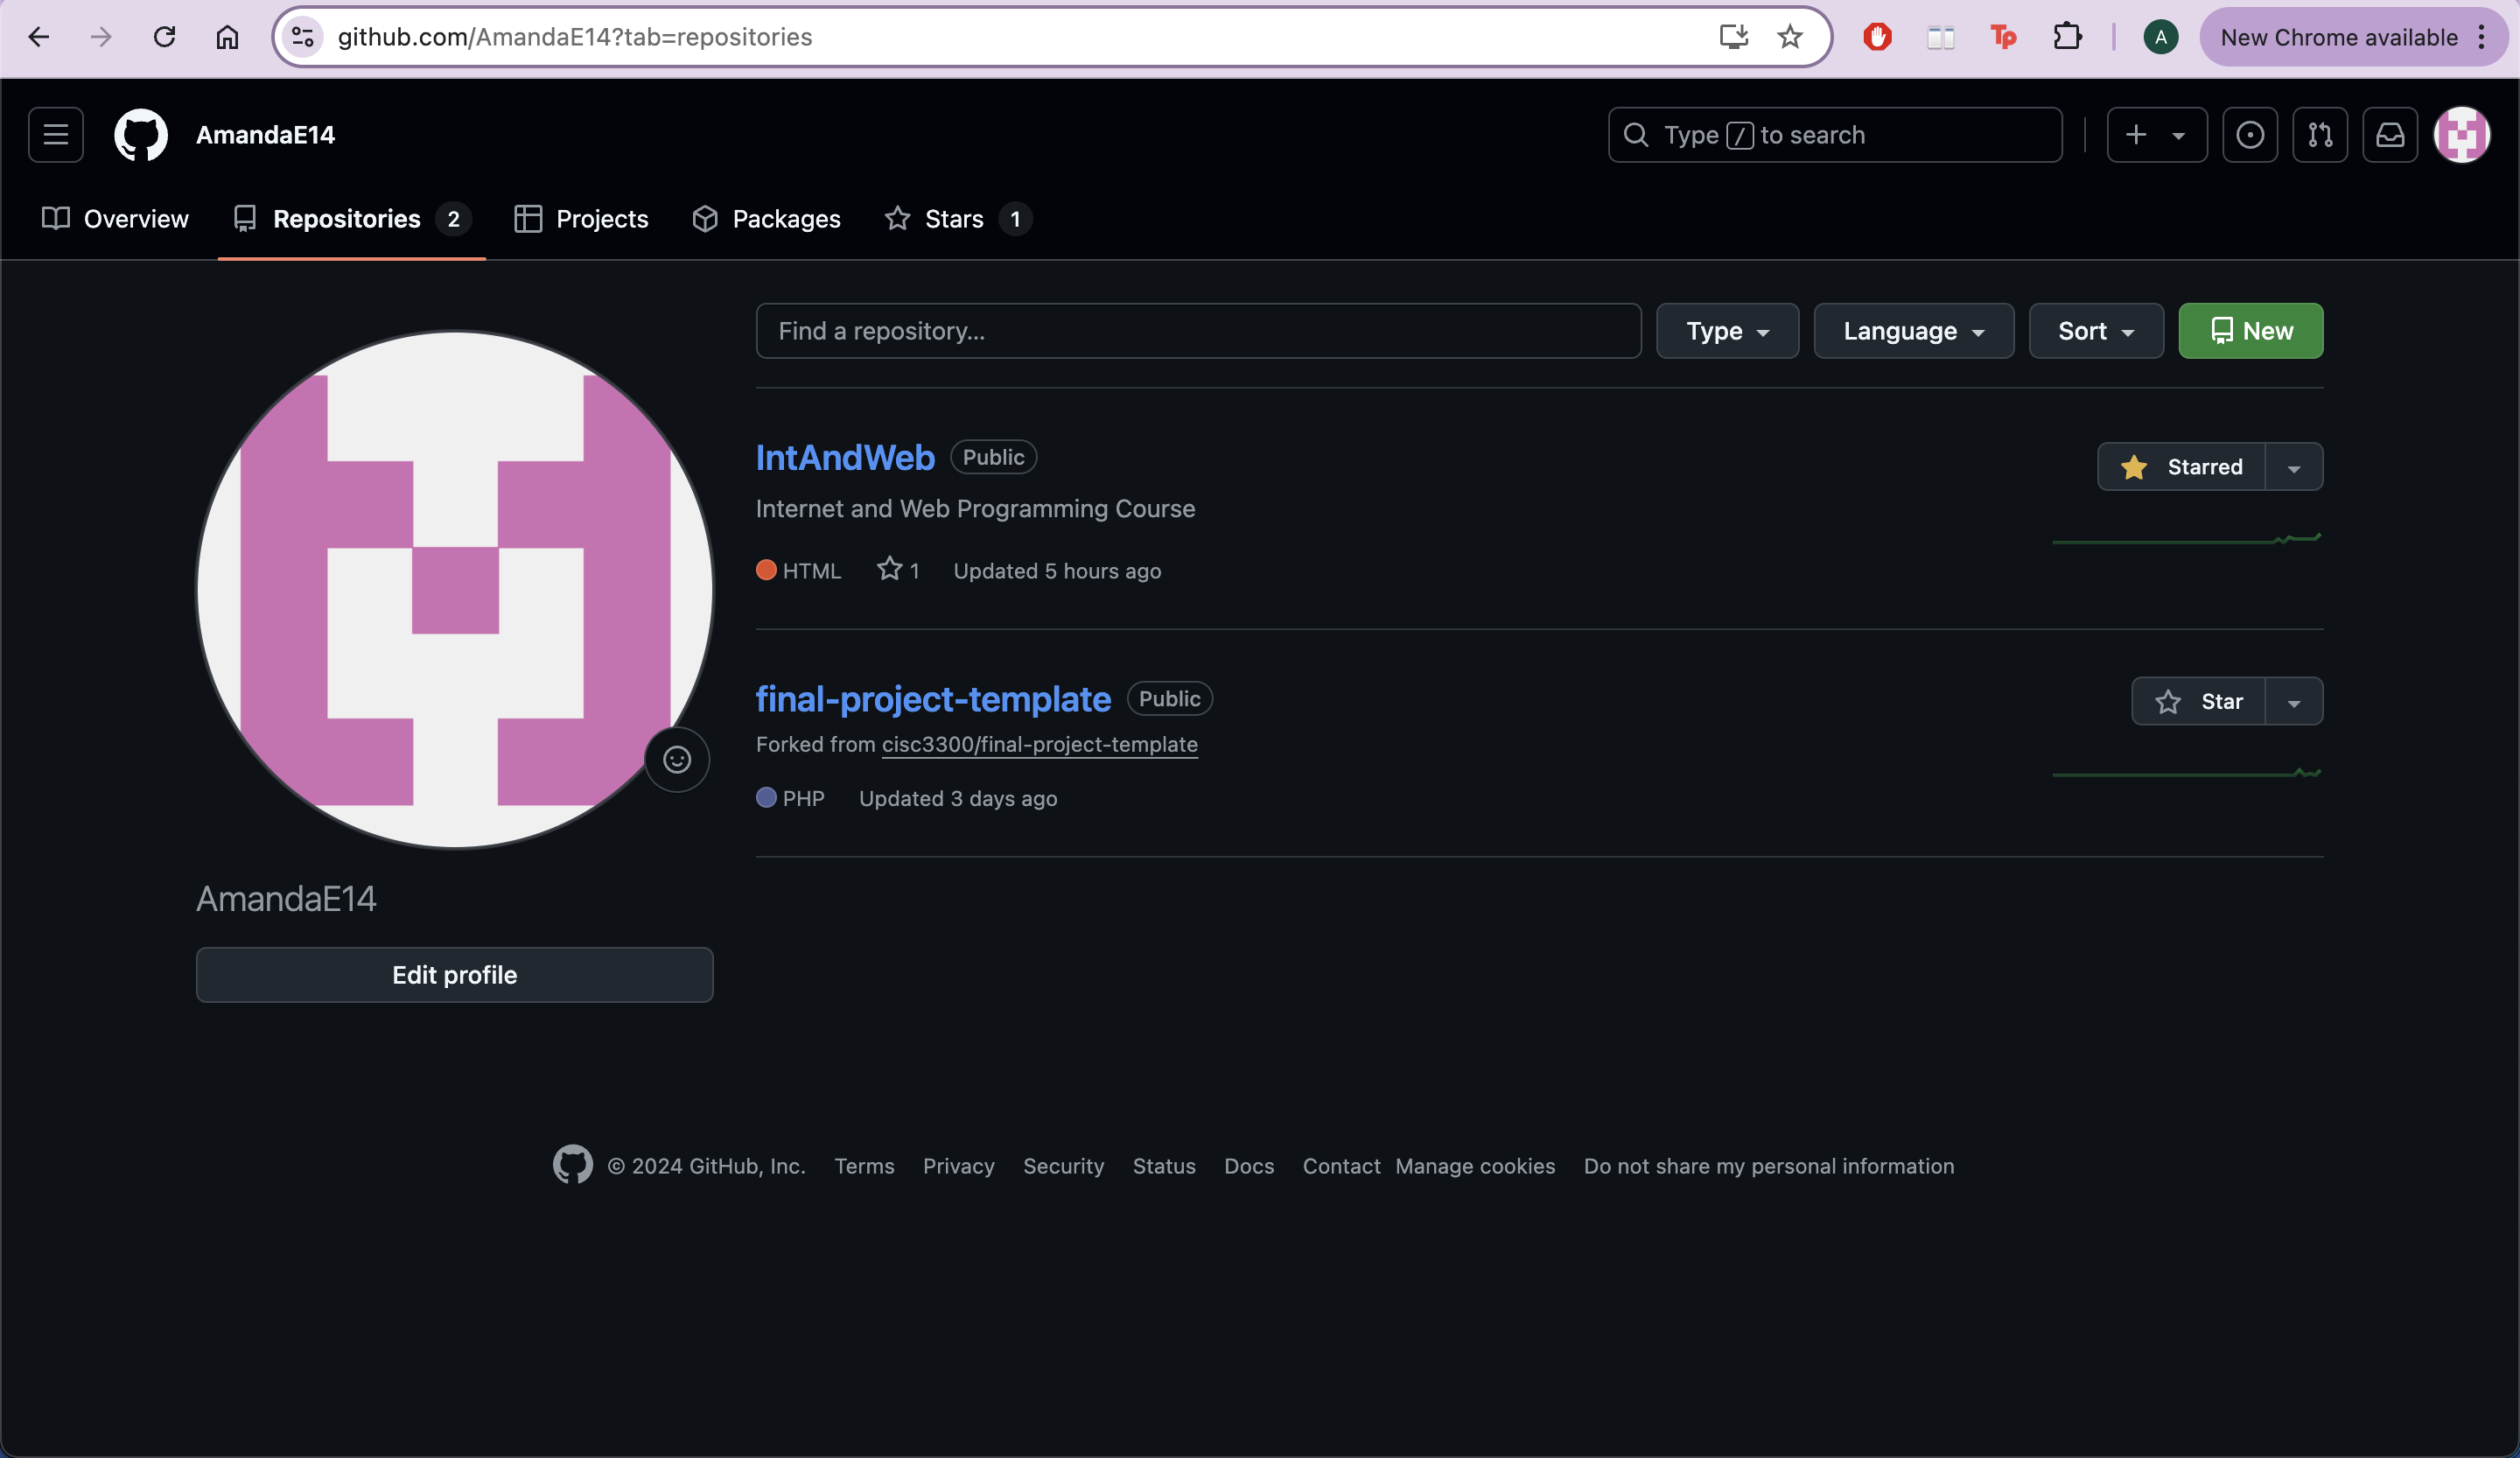 github.com/AmandaE14?tab=repositories
A
New Chrome available
AmandaE14
Type / to search
Overview
Repositories 2
Projects
Packages
Stars 1
Find a repository...
Type
Language
Sort
New
IntAndWeb Public
Starred
Internet and Web Programming Course
HTML 1 Updated 5 hours ago
final-project-template Public
Star
Forked from cisc3300/final-project-template
PHP Updated 3 days ago
AmandaE14
Edit profile
© 2024 GitHub, Inc. Terms Privacy Security Status Docs Contact Manage cookies Do not share my personal information